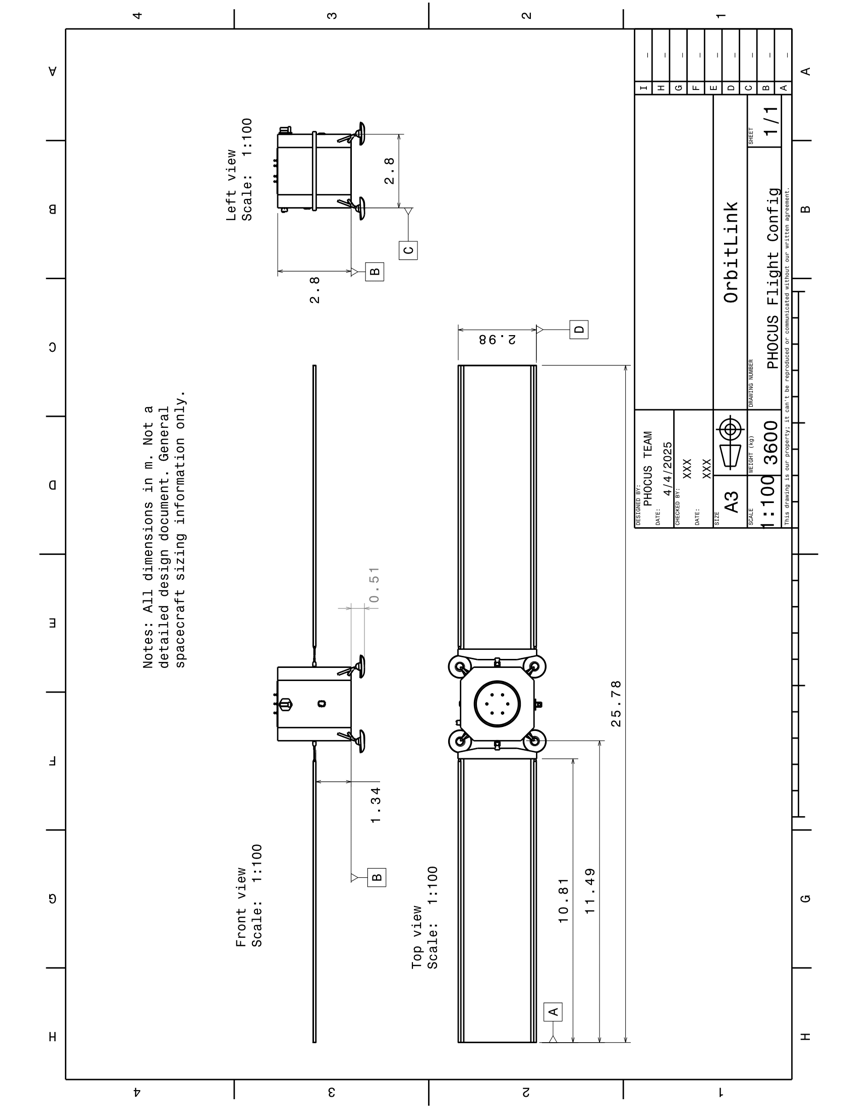 H
G
F
E
D
C
B
A
4
4
3
3
2
2
1
1
Notes: All dimensions in m. Not a
detailed design document. General
spacecraft sizing information only.
Front view
Scale: 1:100
1.34
B
0.51
Left view
Scale: 1:100
2.8
B
2.8
C
Top view
Scale: 1:100
A
10.81
11.49
25.78
2.98
D
DESIGNED BY:
PHOCUS TEAM
DATE:
4/4/2025
CHECKED BY:
XXX
DATE:
XXX
SIZE
A3
OrbitLink
SCALE
1:100
WEIGHT (kg)
3600
DRAWING NUMBER
PHOCUS Flight Config
SHEET
1/1
I -
H -
G -
F -
E -
D -
C -
B -
A -
This drawing is our property; it can't be reproduced or communicated without our written agreement.
H
G
B
A